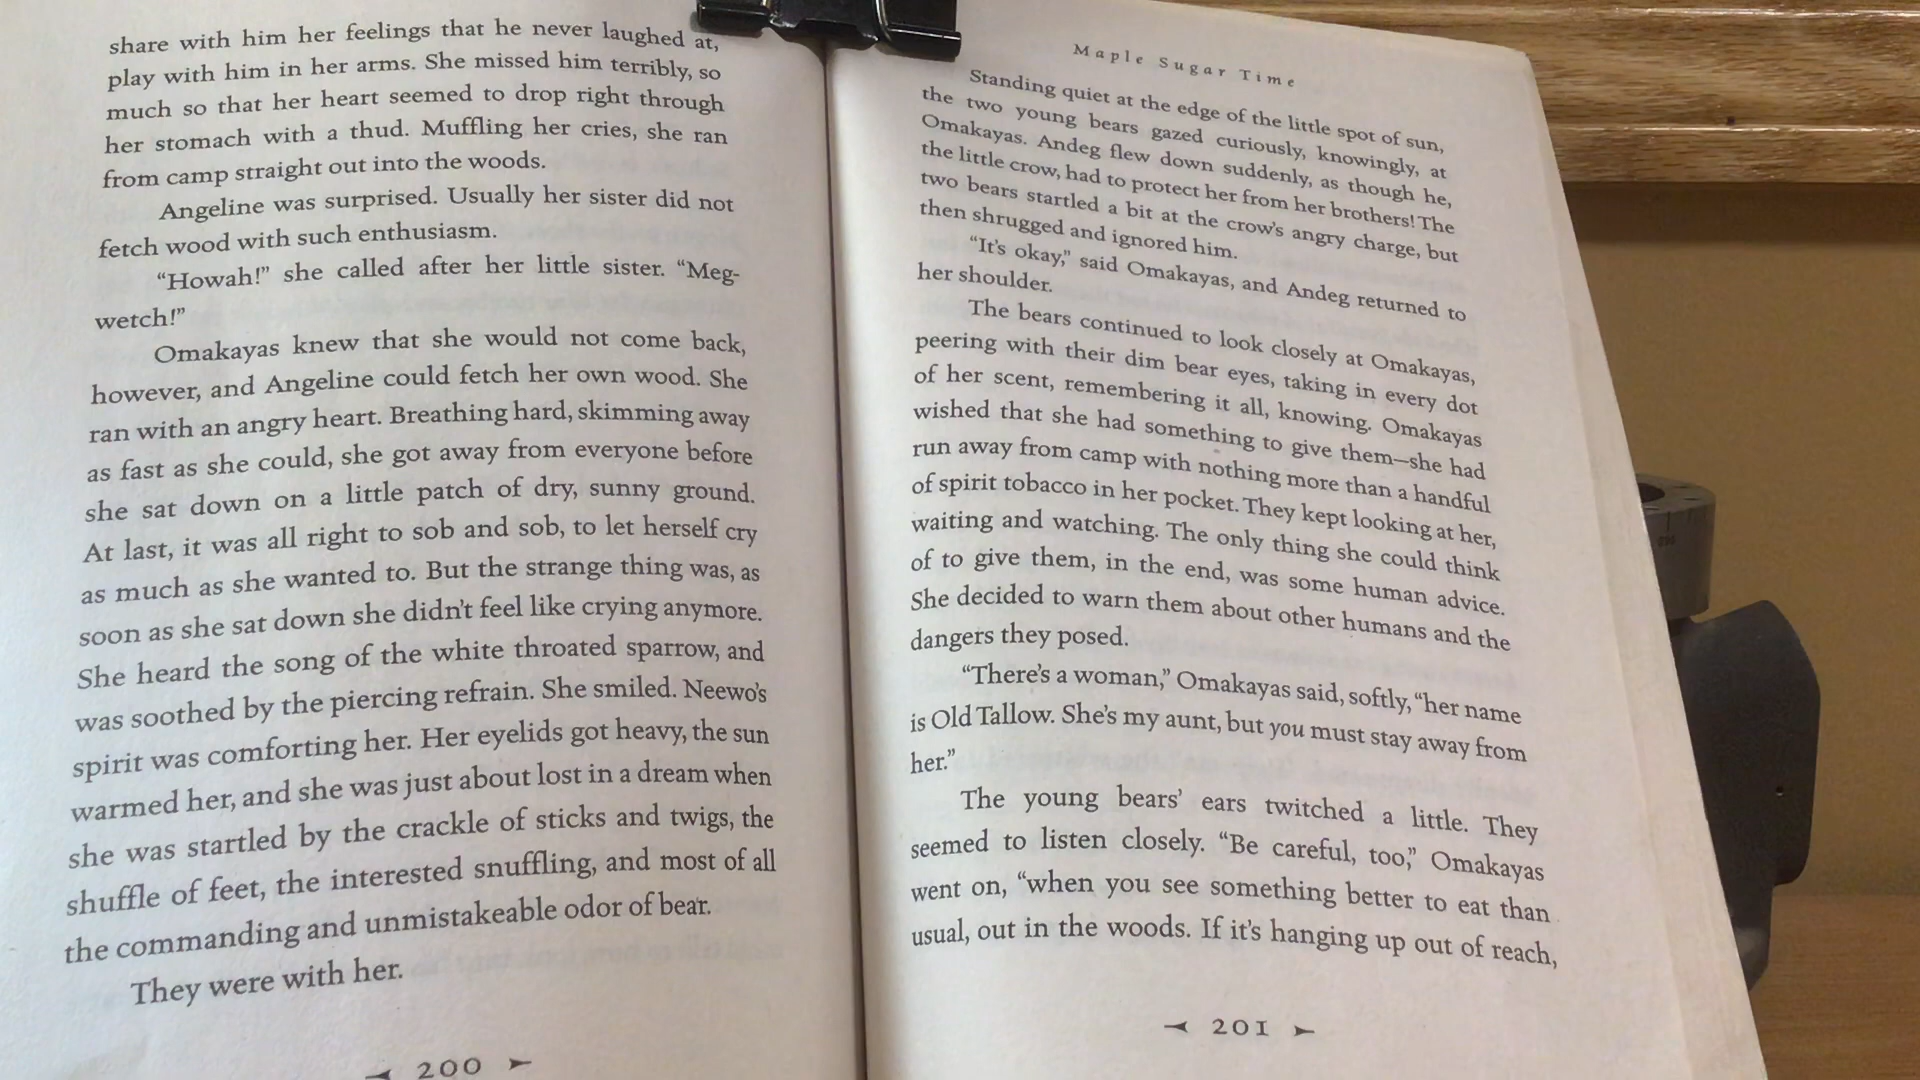 share with him her feelings that he never laughed at,
play with him in her arms. She missed him terribly, so
much so that her heart seemed to drop right through
her stomach with a thud. Muffling her cries, she ran
from camp straight out into the woods.
Angeline was surprised. Usually her sister did not
fetch wood with such enthusiasm.
“Howah!” she called after her little sister. “Meg-
wetch!”
Omakayas knew that she would not come back,
however, and Angeline could fetch her own wood. She
ran with an angry heart. Breathing hard, skimming away
as fast as she could, she got away from everyone before
she sat down on a little patch of dry, sunny ground.
At last, it was all right to sob and sob, to let herself cry
as much as she wanted to. But the strange thing was, as
soon as she sat down she didn’t feel like crying anymore.
She heard the song of the white throated sparrow, and
was soothed by the piercing refrain. She smiled. Neewo’s
spirit was comforting her. Her eyelids got heavy, the sun
warmed her, and she was just about lost in a dream when
she was startled by the crackle of sticks and twigs, the
shuffle of feet, the interested snuffling, and most of all
the commanding and unmistakeable odor of bear.
They were with her.
200
Maple Sugar Time
Standing quiet at the edge of the little spot of sun,
the two young bears gazed curiously, knowingly, at
Omakayas. Andeg flew down suddenly, as though he,
the little crow, had to protect her from her brothers! The
two bears startled a bit at the crow’s angry charge, but
then shrugged and ignored him.
“It’s okay,” said Omakayas, and Andeg returned to
her shoulder.
The bears continued to look closely at Omakayas,
peering with their dim bear eyes, taking in every dot
of her scent, remembering it all, knowing. Omakayas
wished that she had something to give them—she had
run away from camp with nothing more than a handful
of spirit tobacco in her pocket. They kept looking at her,
waiting and watching. The only thing she could think
of to give them, in the end, was some human advice.
She decided to warn them about other humans and the
dangers they posed.
“There’s a woman,” Omakayas said, softly, “her name
is Old Tallow. She’s my aunt, but you must stay away from
her.”
The young bears’ ears twitched a little. They
seemed to listen closely. “Be careful, too,” Omakayas
went on, “when you see something better to eat than
usual, out in the woods. If it’s hanging up out of reach,
201